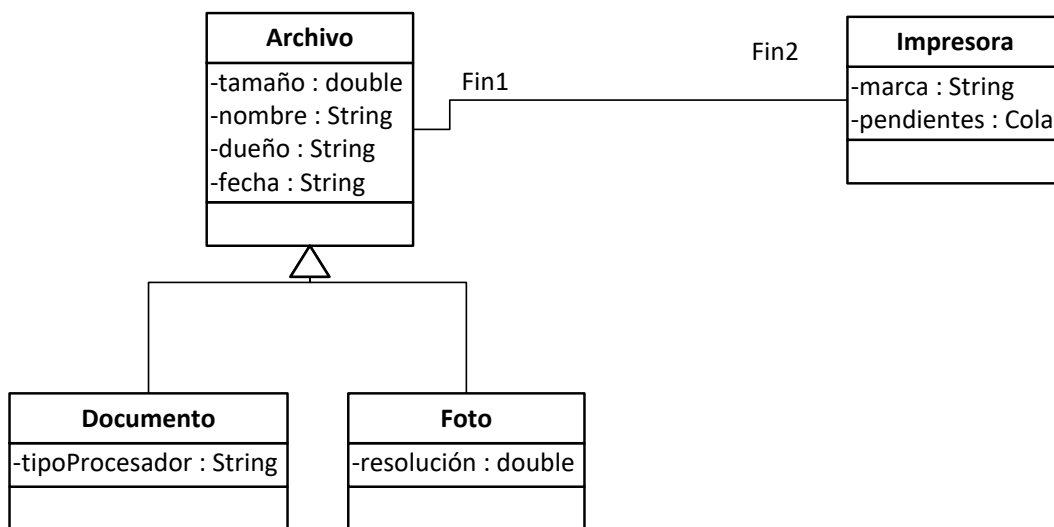 Archivo
-tamaño : double
-nombre : String
-dueño : String
-fecha : String
Fin1
Fin2
Impresora
-marca : String
-pendientes : Cola
Documento
-tipoProcesador : String
Foto
-resolución : double